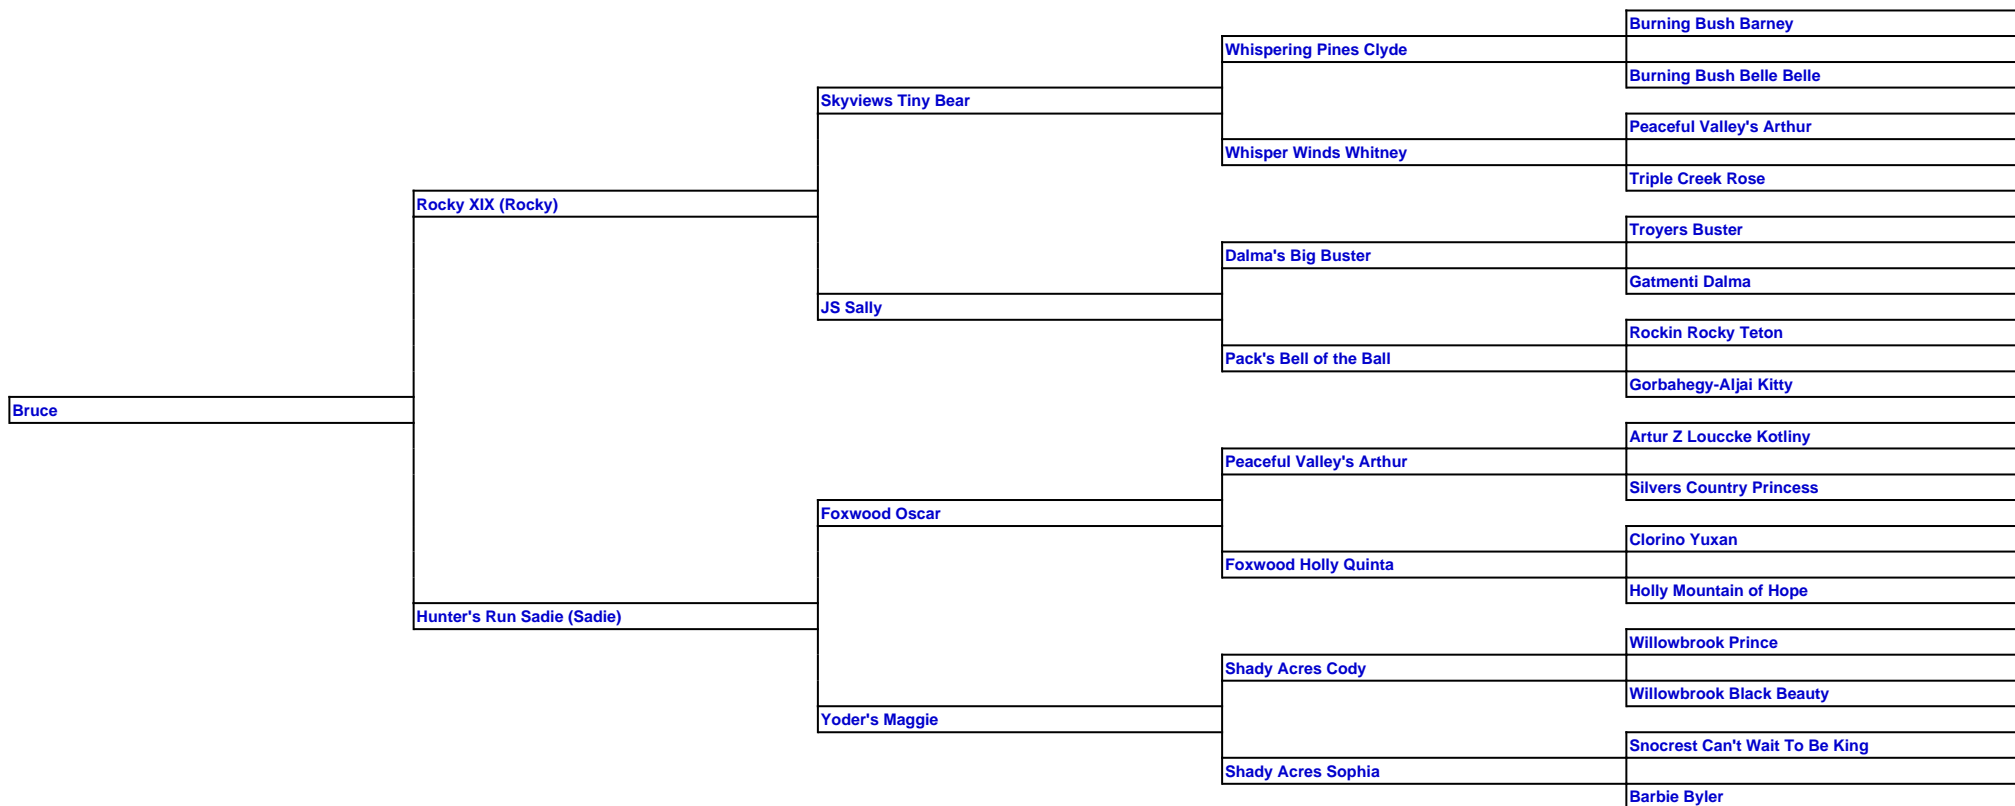 Burning Bush Barney
Whispering Pines Clyde
Burning Bush Belle Belle
Skyviews Tiny Bear
Peaceful Valley's Arthur
Whisper Winds Whitney
Triple Creek Rose
Rocky XIX (Rocky)
Troyers Buster
Dalma's Big Buster
Gatmenti Dalma
JS Sally
Rockin Rocky Teton
Pack's Bell of the Ball
Gorbahegy-Aljai Kitty
Bruce
Artur Z Louccke Kotliny
Peaceful Valley's Arthur
Silvers Country Princess
Foxwood Oscar
Clorino Yuxan
Foxwood Holly Quinta
Holly Mountain of Hope
Hunter's Run Sadie (Sadie)
Willowbrook Prince
Shady Acres Cody
Willowbrook Black Beauty
Yoder's Maggie
Snocrest Can't Wait To Be King
Shady Acres Sophia
Barbie Byler